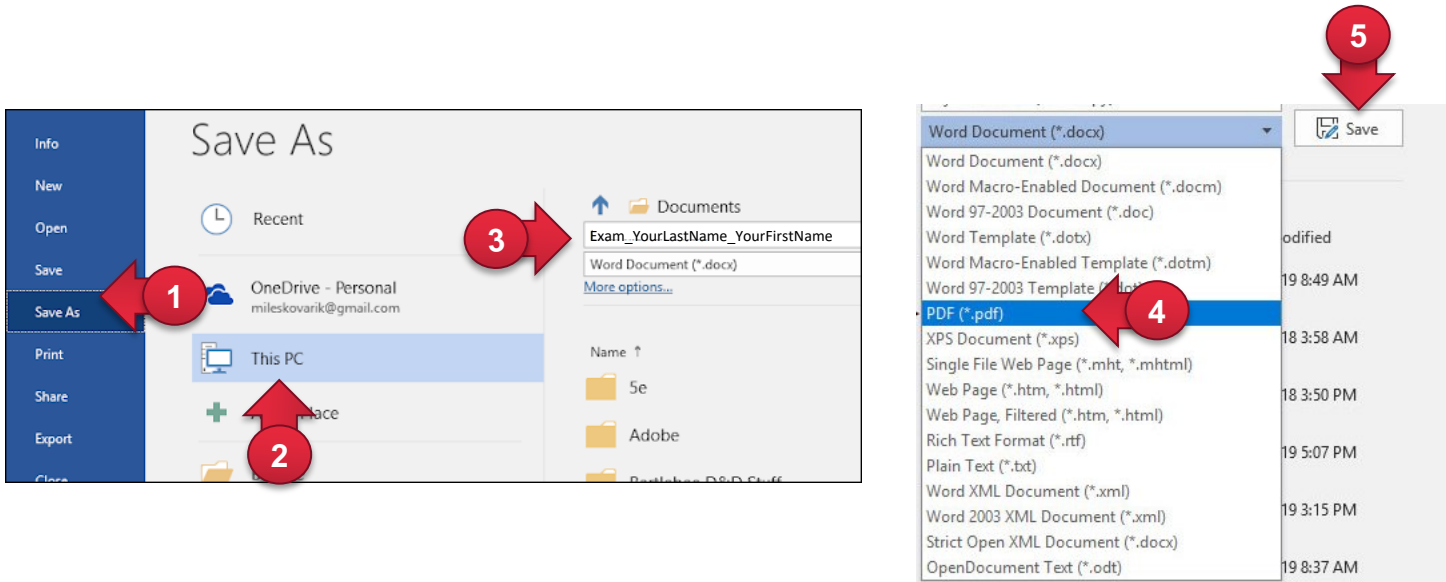 Info
New
Open
Save
Save As
Print
Share
Export
Close
1
Save As
Recent
OneDrive - Personal
mileskovarik@gmail.com
This PC
2
3
Documents
Exam_YourLastName_YourFirstName
Word Document (*.docx)
More options...
Name ↑
5e
Adobe
D&D Stuff
5
Word Document (*.docx)
Save
Word Document (*.docx)
Word Macro-Enabled Document (*.docm)
Word 97-2003 Document (*.doc)
Word Template (*.dotx)
Word Macro-Enabled Template (*.dotm)
Word 97-2003 Template
PDF (*.pdf)
4
XPS Document (*.xps)
Single File Web Page (*.mht, *.mhtml)
Web Page (*.htm, *.html)
Web Page, Filtered (*.htm, *.html)
Rich Text Format (*.rtf)
Plain Text (*.txt)
Word XML Document (*.xml)
Word 2003 XML Document (*.xml)
Strict Open XML Document (*.docx)
OpenDocument Text (*.odt)
odified
19 8:49 AM
18 3:58 AM
18 3:50 PM
19 5:07 PM
19 3:15 PM
19 8:37 AM